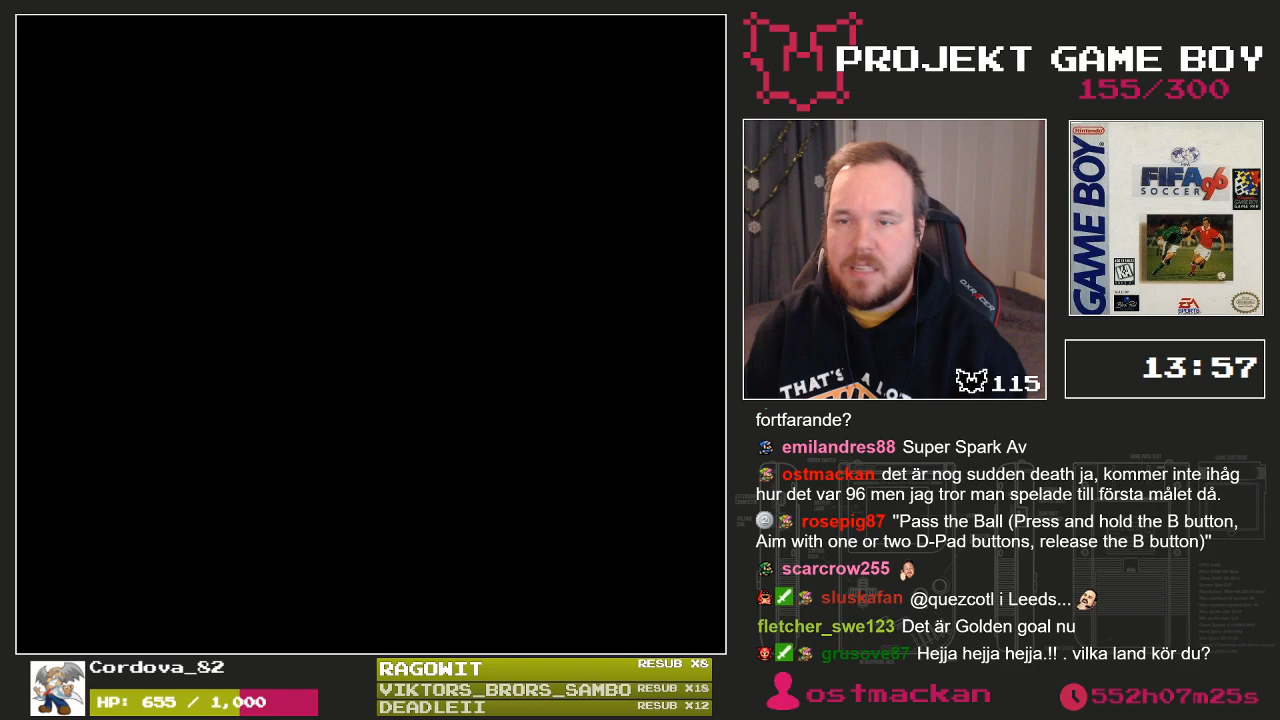 PROJEKT GAME BOY
155/300
Nintendo
GAME BOY
FIFA
SOCCER 96
EA
SPORTS
DXRACER
THAT'S A LOT
115
13:57
fortfarande?
emilandres88 Super Spark Av
ostmackan det är nog sudden death ja, kommer inte ihåg
hur det var 96 men jag tror man spelade till första målet då.
rosepig87 "Pass the Ball (Press and hold the B button,
Aim with one or two D-Pad buttons, release the B button)"
scarcrow255
sluskafan @quezcotl i Leeds...
fletcher_swe123 Det är Golden goal nu
grusove87 Hejja hejja hejja.!! . vilka land kör du?
Cordova_82
HP: 655 / 1,000
RAGOWIT RESUB X8
VIKTORS_BRORS_SAMBO RESUB X18
DEADLEII RESUB X12
ostmackan
552h07m25s